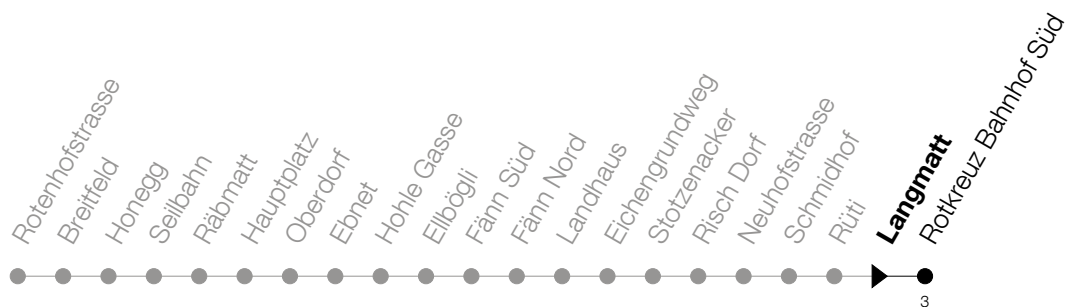 Rotenhofstrasse
Breitfeld
Honegg
Seilbahn
Räbmatt
Hauptplatz
Oberdorf
Ebnet
Hohle Gasse
Ellbögli
Fänn Süd
Fänn Nord
Landhaus
Eichengrundweg
Stotzenacker
Risch Dorf
Neuhofstrasse
Schmidhof
Rüti
Langmatt
Rotkreuz Bahnhof Süd
3